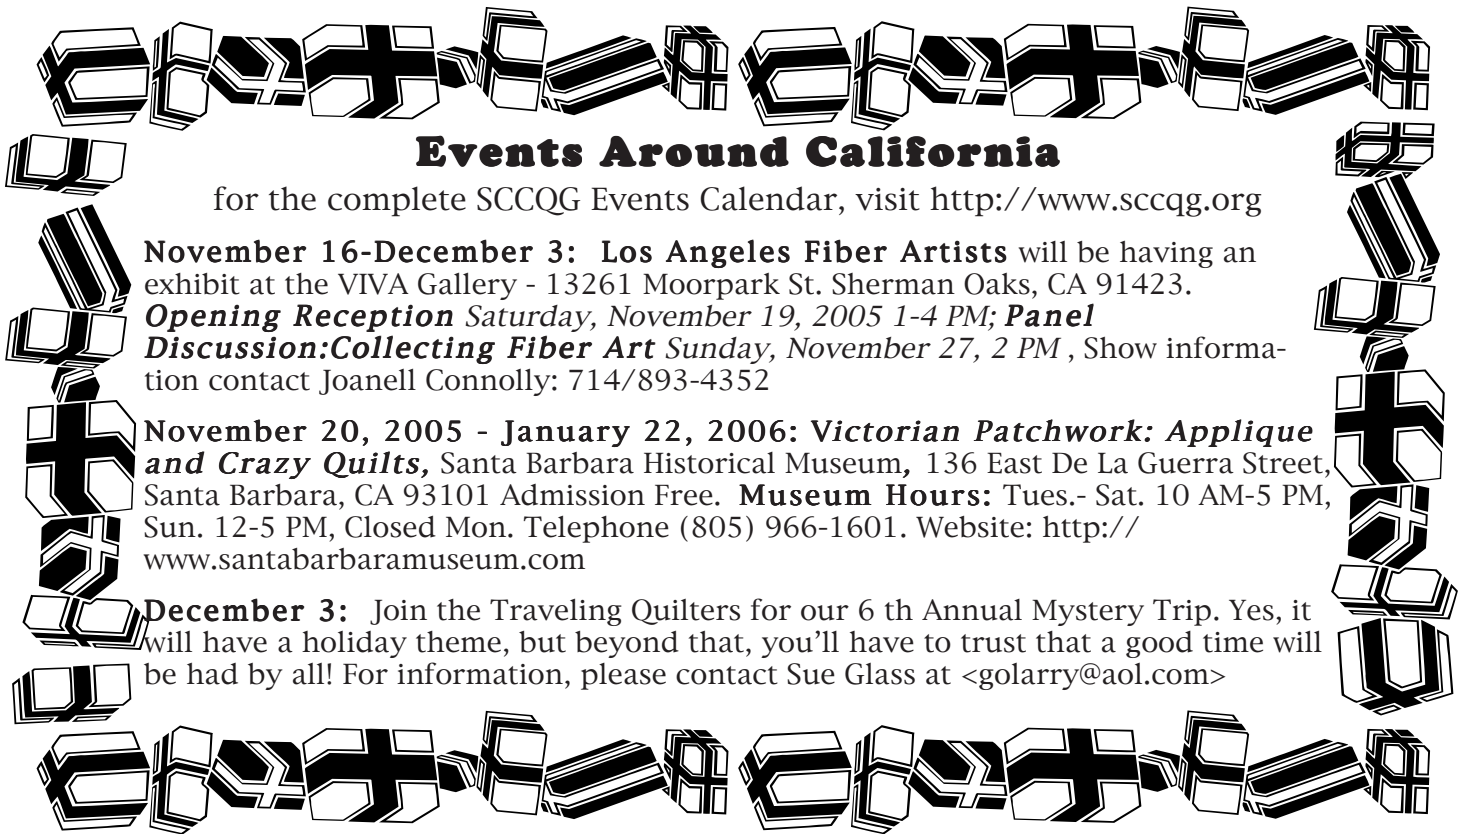 Events Around California
for the complete SCCQG Events Calendar, visit http://www.sccqg.org
November 16-December 3:  Los Angeles Fiber Artists will be having an
exhibit at the VIVA Gallery - 13261 Moorpark St. Sherman Oaks, CA 91423.
Opening Reception Saturday, November 19, 2005 1-4 PM; Panel
Discussion:Collecting Fiber Art Sunday, November 27, 2 PM , Show informa-
tion contact Joanell Connolly: 714/893-4352
November 20, 2005 - January 22, 2006: Victorian Patchwork: Applique
and Crazy Quilts, Santa Barbara Historical Museum, 136 East De La Guerra Street,
Santa Barbara, CA 93101 Admission Free.  Museum Hours: Tues.- Sat. 10 AM-5 PM,
Sun. 12-5 PM, Closed Mon. Telephone (805) 966-1601. Website: http://
www.santabarbaramuseum.com
December 3:  Join the Traveling Quilters for our 6 th Annual Mystery Trip. Yes, it
will have a holiday theme, but beyond that, you'll have to trust that a good time will
be had by all! For information, please contact Sue Glass at <golarry@aol.com>